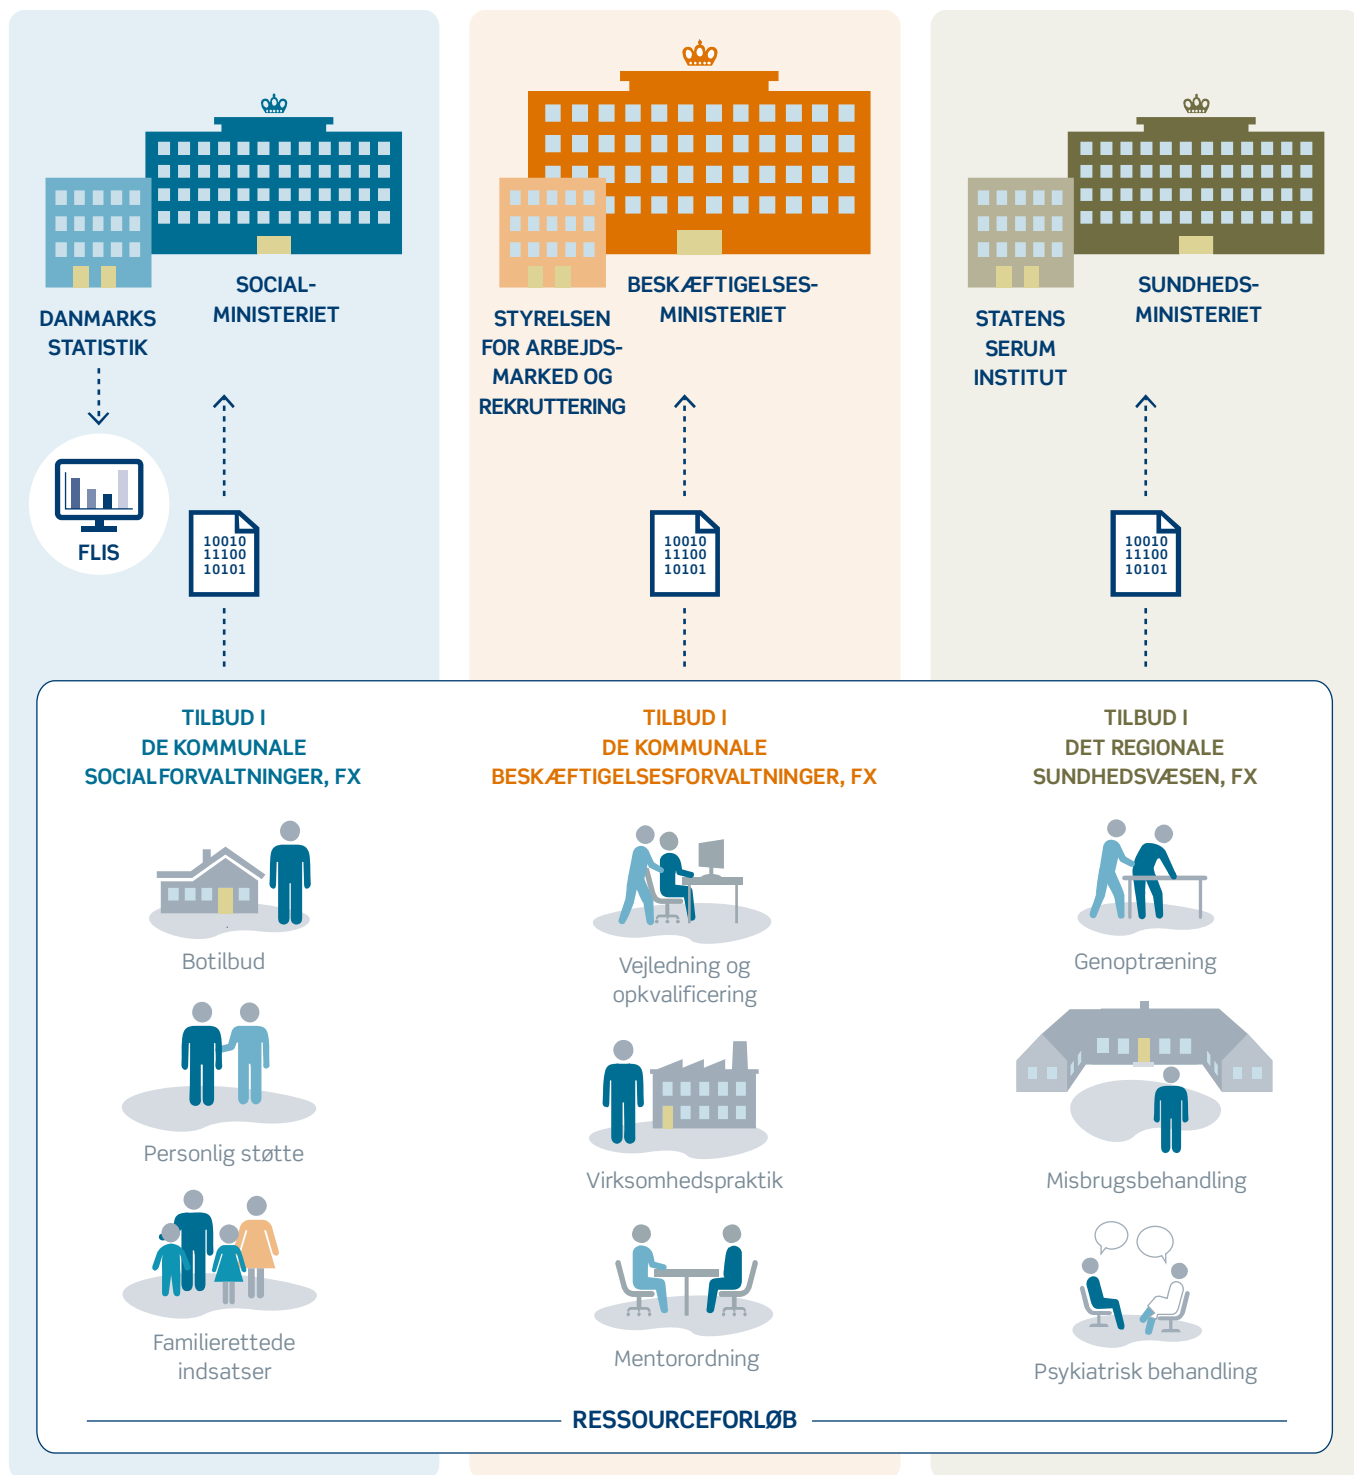 SOCIAL-
MINISTERIET
DANMARKS
STATISTIK
FLIS
10010
11100
10101
BESKÆFTIGELSES-
MINISTERIET
STYRELSEN
FOR ARBEJDS-
MARKED OG
REKRUTTERING
10010
11100
10101
SUNDHEDS-
MINISTERIET
STATENS
SERUM
INSTITUT
10010
11100
10101
TILBUD I
DE KOMMUNALE
SOCIALFORVALTNINGER, FX
Botilbud
Personlig støtte
Familierettede
indsatser
TILBUD I
DE KOMMUNALE
BESKÆFTIGELSESFORVALTNINGER, FX
Vejledning og
opkvalificering
Virksomhedspraktik
Mentorordning
TILBUD I
DET REGIONALE
SUNDHEDSVÆSEN, FX
Genoptræning
Misbrugsbehandling
Psykiatrisk behandling
RESSOURCEFORLØB